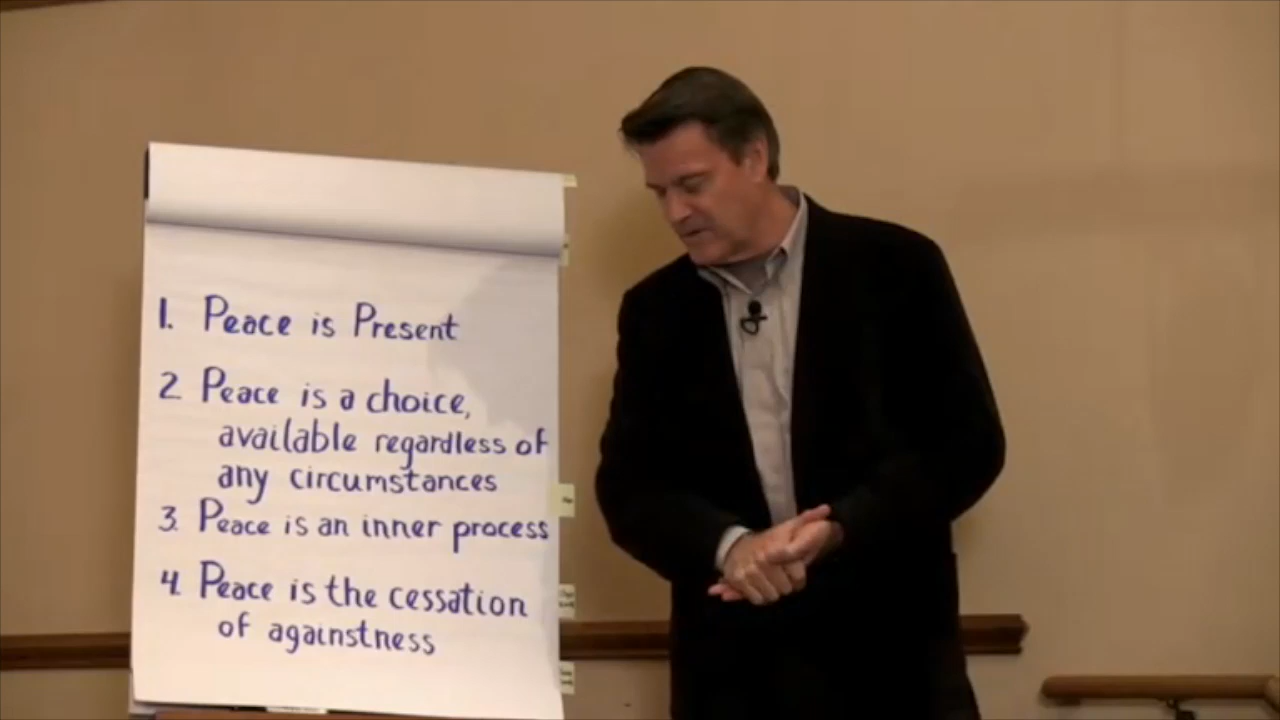 1. Peace is Present
2. Peace is a choice,
available regardless of
any circumstances
3. Peace is an inner process
4. Peace is the cessation
of againstness